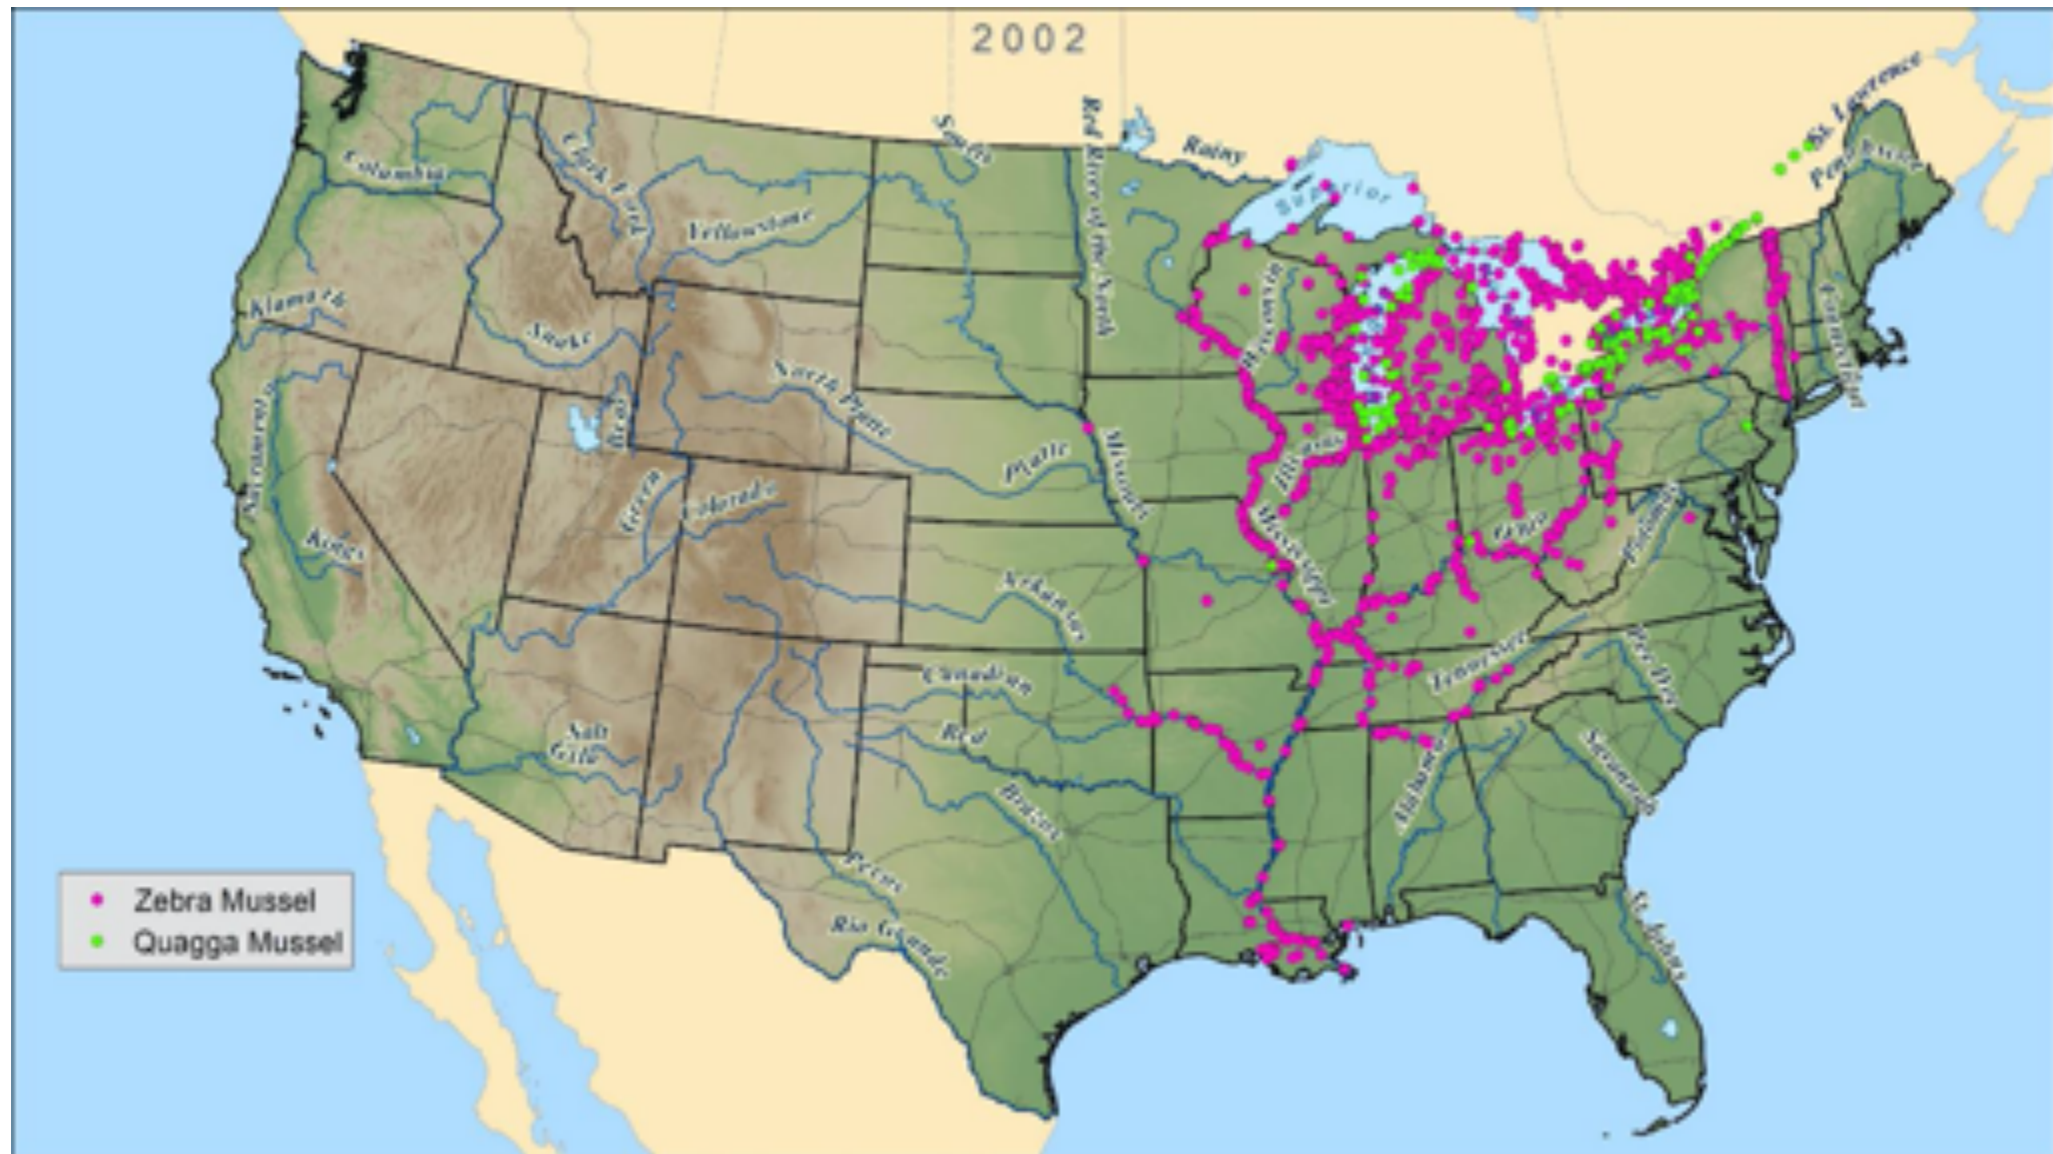 2002
St. Lawrence
Penobscot
Rainy
Souris
Red River of the North
Superior
Columbia
Clark Fork
Yellowstone
Klamath
Snake
Wisconsin
Connecticut
North Platte
Bear
Sacramento
Platte
Missouri
Illinois
Green
Colorado
Kings
Ohio
Potomac
Mississippi
Arkansas
Tennessee
Pee Dee
Canadian
Red
Salt
Gila
Savannah
Alabama
Brazos
Pecos
Rio Grande
St. Johns
Zebra Mussel
Quagga Mussel